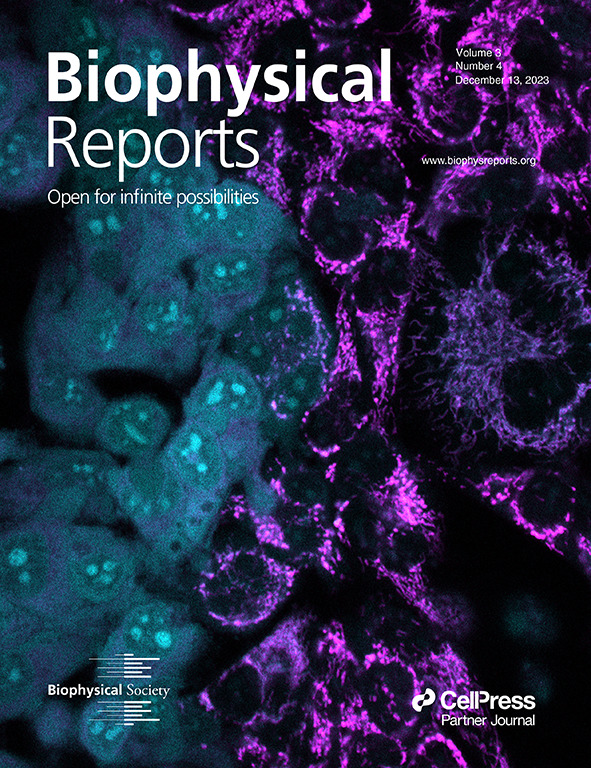 Biophysical
Reports
Open for infinite possibilities
Volume 3
Number 4
December 13, 2023
www.biophysreports.org
Biophysical Society
CellPress
Partner Journal